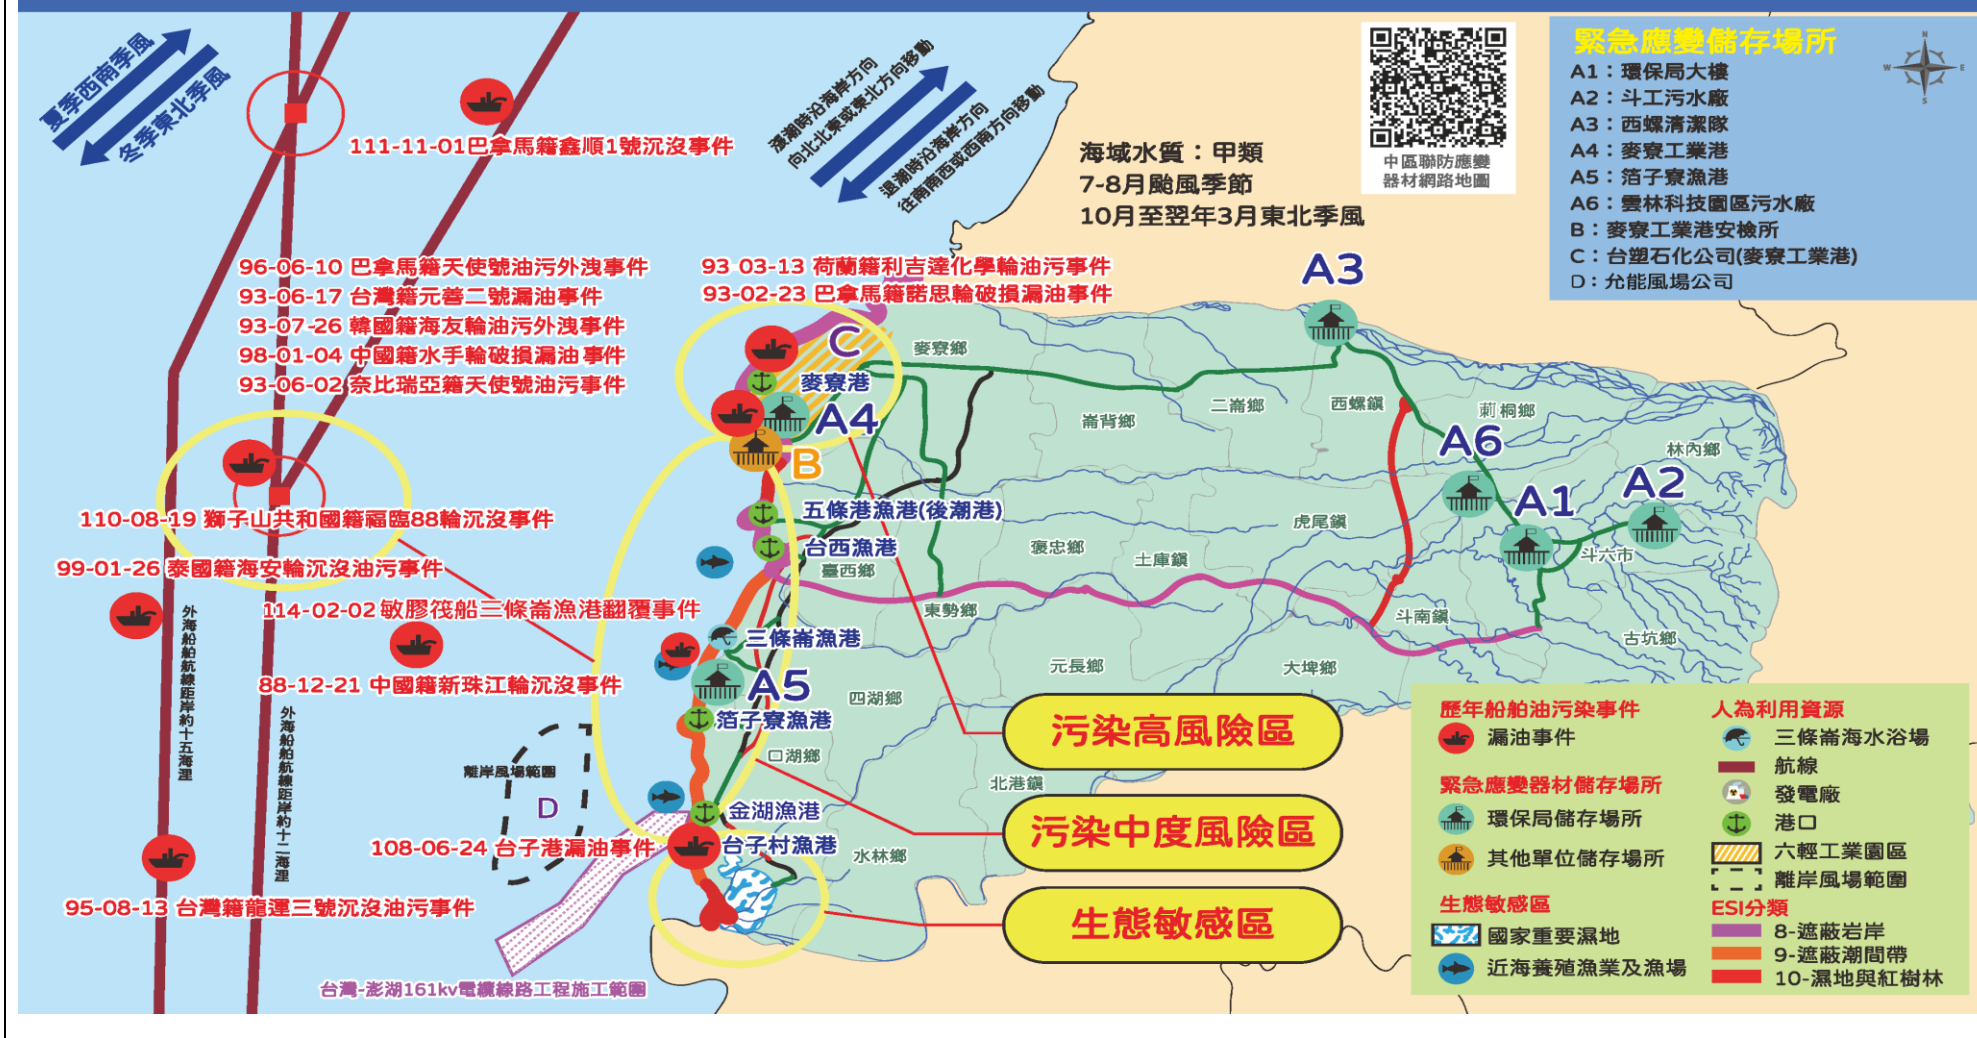 夏季西南季風
冬季東北季風
漲潮時沿海岸方向
向北北東或東北方向移動
退潮時沿海岸方向
往南南西或西南方向移動
111-11-01巴拿馬籍鑫順1號沉沒事件
海域水質：甲類
7-8月颱風季節
10月至翌年3月東北季風
中區聯防應變
器材網路地圖
緊急應變儲存場所
N
W
E
S
A1：環保局大樓
A2：斗工污水廠
A3：西螺清潔隊
A4：麥寮工業港
A5：箔子寮漁港
A6：雲林科技園區污水廠
B：麥寮工業港安檢所
C：台塑石化公司(麥寮工業港)
D：允能風場公司
96-06-10 巴拿馬籍天使號油污外洩事件
93-06-17 台灣籍元善二號漏油事件
93-07-26 韓國籍海友輪油污外洩事件
98-01-04 中國籍水手輪破損漏油事件
93-06-02 奈比瑞亞籍天使號油污事件
93-03-13 荷蘭籍利吉達化學輪油污事件
93-02-23 巴拿馬籍諾思輪破損漏油事件
A3
C
麥寮鄉
麥寮港
A4
崙背鄉
二崙鄉
西螺鎮
莿桐鄉
A6
林內鄉
B
A1
A2
五條港漁港(後潮港)
虎尾鎮
台西漁港
臺西鄉
褒忠鄉
土庫鎮
斗六市
東勢鄉
斗南鎮
古坑鄉
110-08-19 獅子山共和國籍福臨88輪沉沒事件
99-01-26 泰國籍海安輪沉沒油污事件
114-02-02 敏膠筏船三條崙漁港翻覆事件
三條崙漁港
元長鄉
大埤鄉
88-12-21 中國籍新珠江輪沉沒事件
A5
四湖鄉
箔子寮漁港
外海船舶航線距岸約十五海浬
外海船舶航線距岸約十二海浬
離岸風場範圍
D
口湖鄉
北港鎮
金湖漁港
108-06-24 台子港漏油事件
台子村漁港
水林鄉
95-08-13 台灣籍龍運三號沉沒油污事件
台灣-澎湖161kv電纜線路工程施工範圍
污染高風險區
污染中度風險區
生態敏感區
歷年船舶油污染事件
漏油事件
緊急應變器材儲存場所
環保局儲存場所
其他單位儲存場所
生態敏感區
國家重要濕地
近海養殖漁業及漁場
人為利用資源
三條崙海水浴場
航線
發電廠
港口
六輕工業園區
離岸風場範圍
ESI分類
8-遮蔽岩岸
9-遮蔽潮間帶
10-濕地與紅樹林